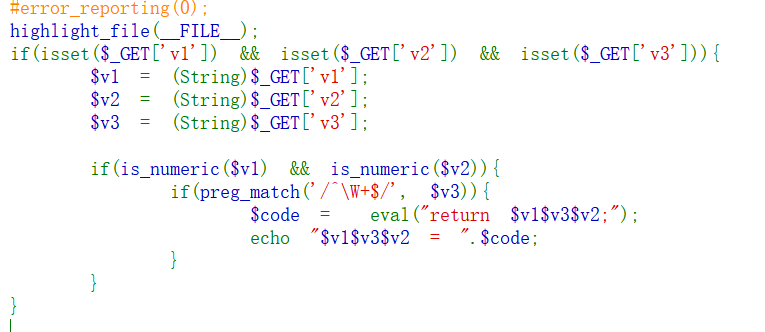 #error_reporting(0);
highlight_file(__FILE__);
if(isset($_GET['v1']) && isset($_GET['v2']) && isset($_GET['v3'])){
$v1 = (String)$_GET['v1'];
$v2 = (String)$_GET['v2'];
$v3 = (String)$_GET['v3'];
if(is_numeric($v1) && is_numeric($v2)){
if(preg_match('/^\W+$/', $v3)){
$code = eval("return $v1$v3$v2;");
echo "$v1$v3$v2 = ".$code;
}
}
}